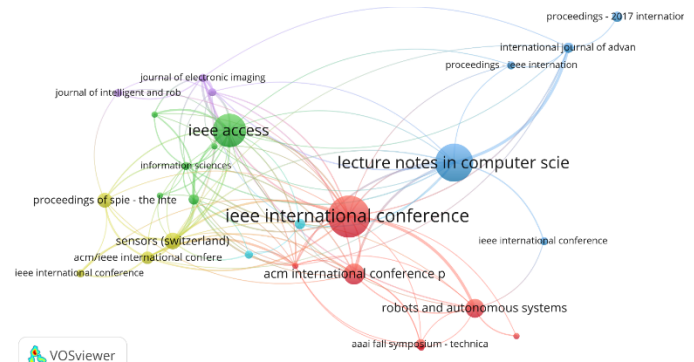 proceedings - 2017 internation
international journal of advan
proceedings - ieee internation
journal of electronic imaging
journal of intelligent and rob
ieee access
lecture notes in computer scie
information sciences
proceedings of spie - the inte
ieee international conference
sensors (switzerland)
ieee international conference
acm/ieee international confere
ieee international conference
acm international conference p
robots and autonomous systems
aaai fall symposium - technica
VOSviewer